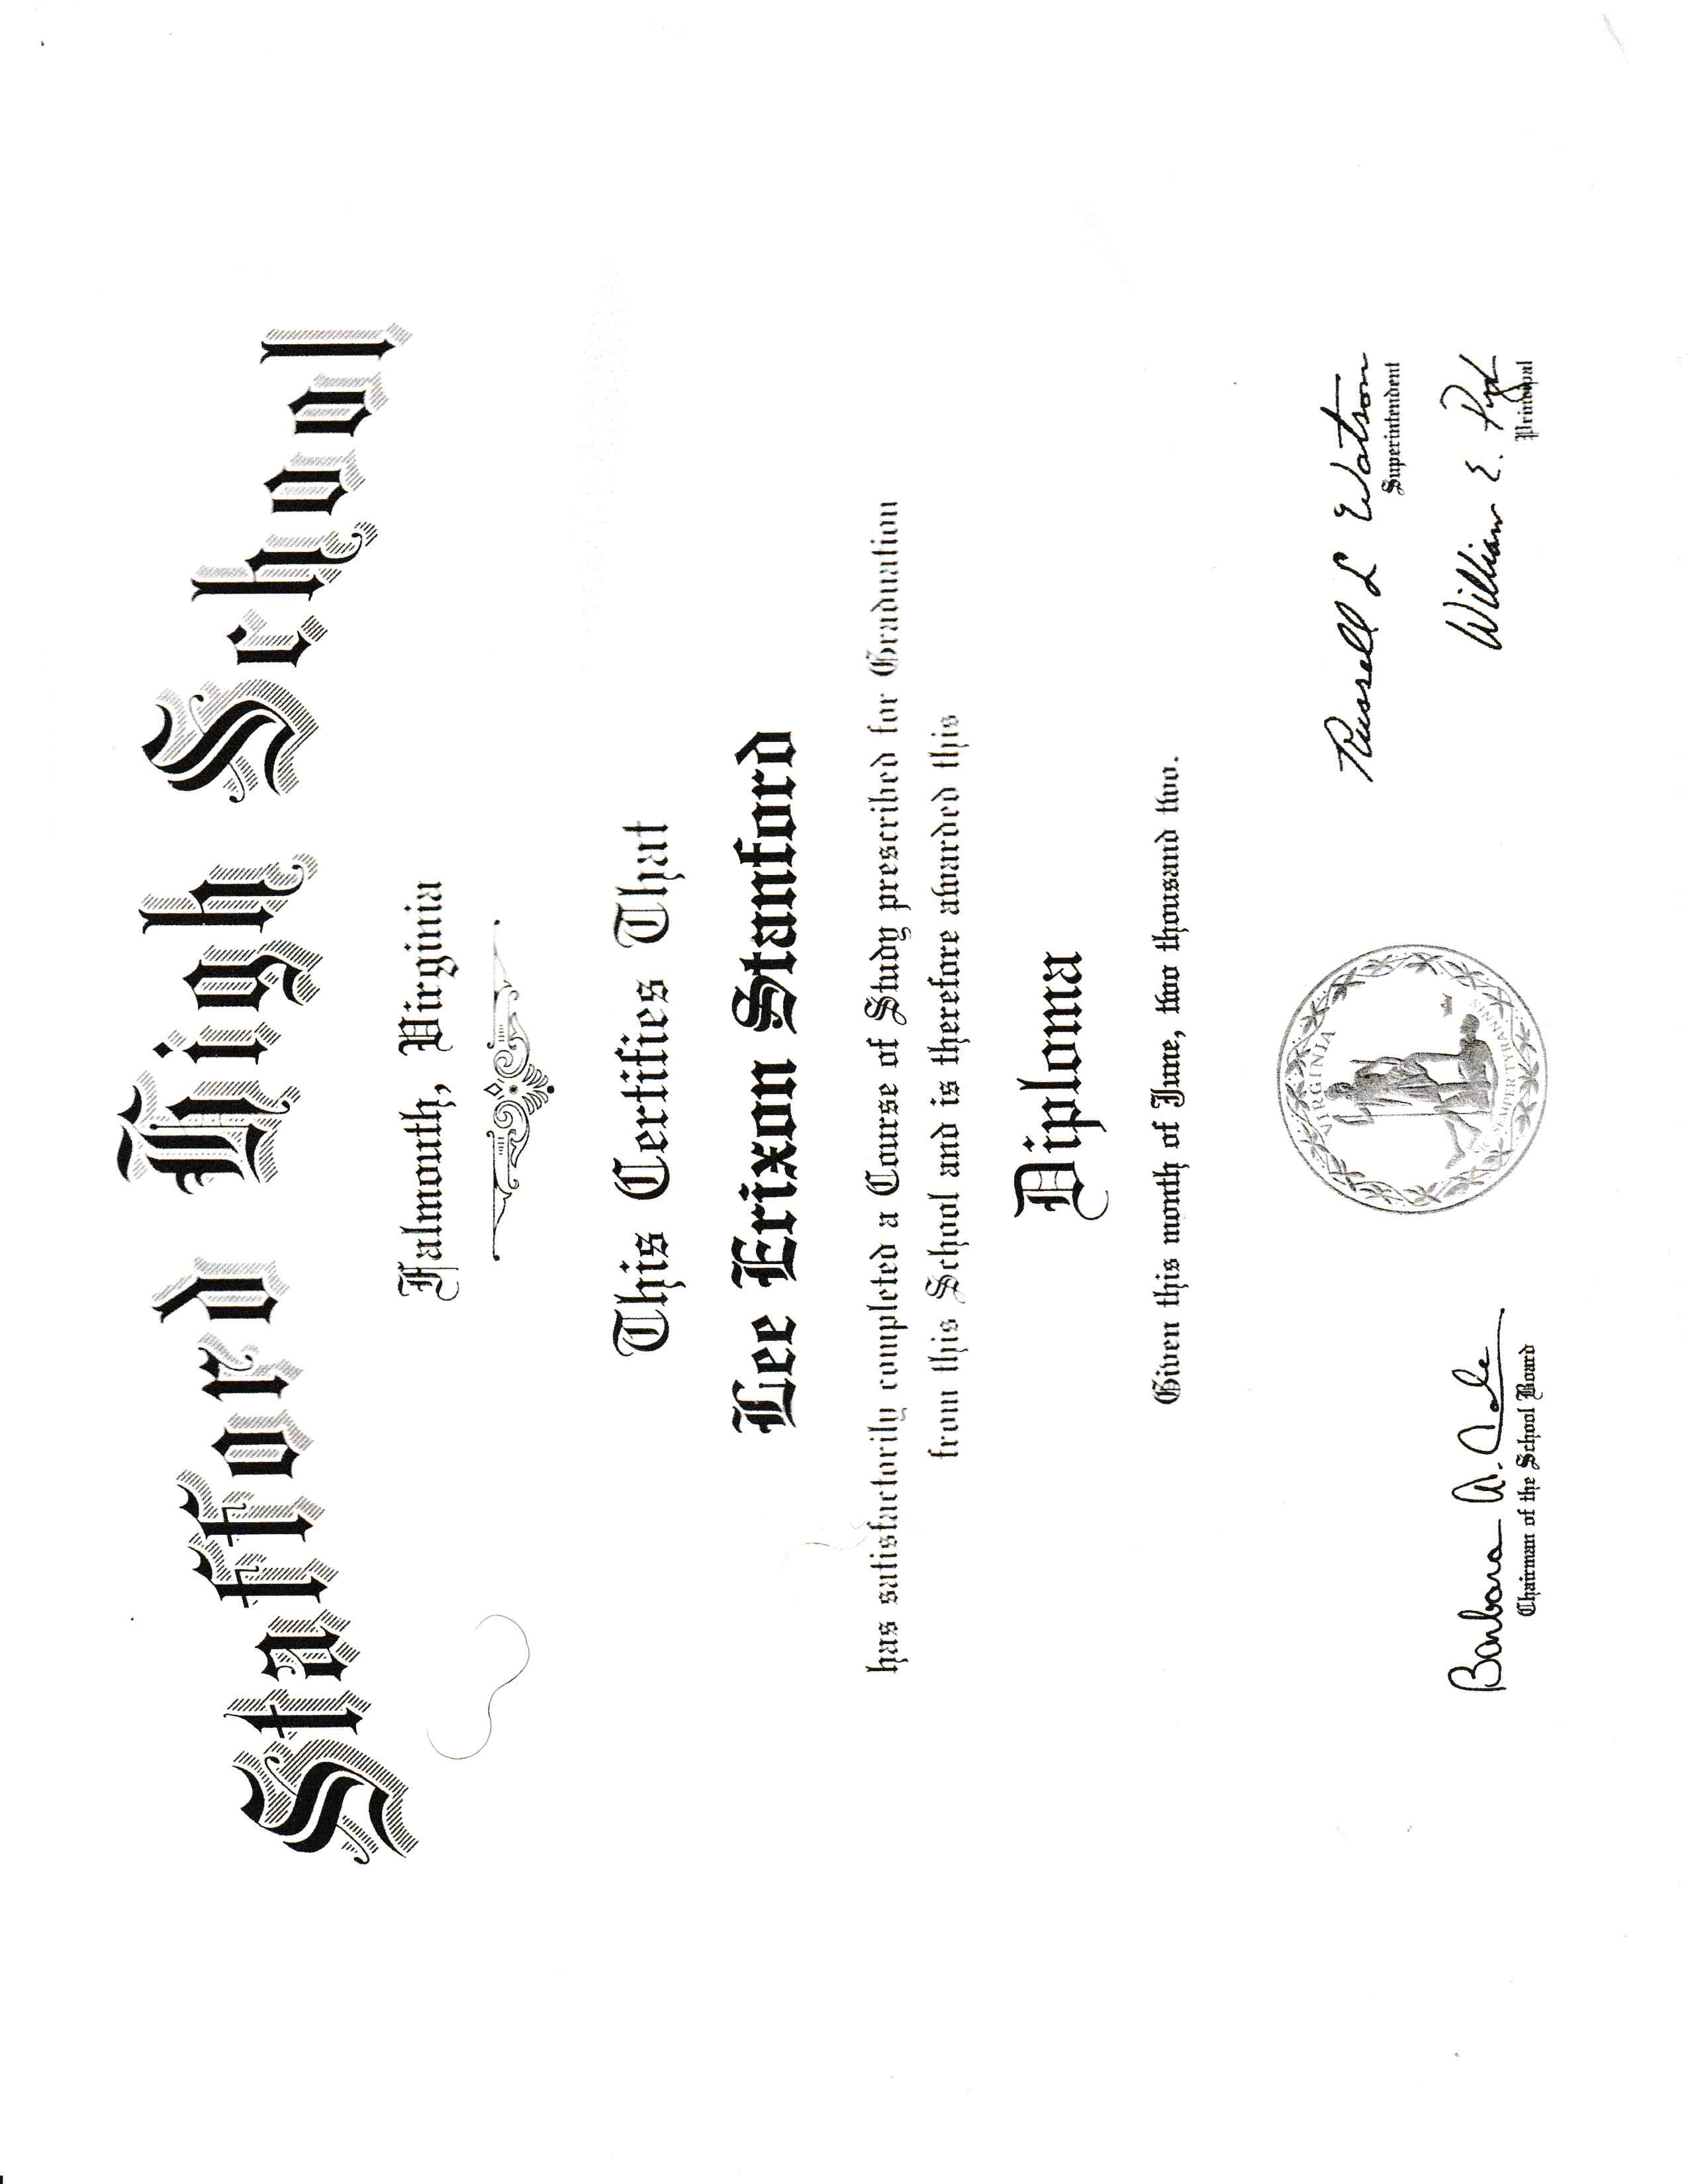 Stafford High School
Falmouth, Virginia
This Certifies That
Lee Erixon Stanford
has satisfactorily completed a Course of Study prescribed for Graduation
from this School and is therefore awarded this
Diploma
Given this month of June, two thousand two.
VIRGINIA
SEMPER TYRANNIS
Russell L Watson
Superintendent
Barbara A. Cole
Chairman of the School Board
William E.
Principal